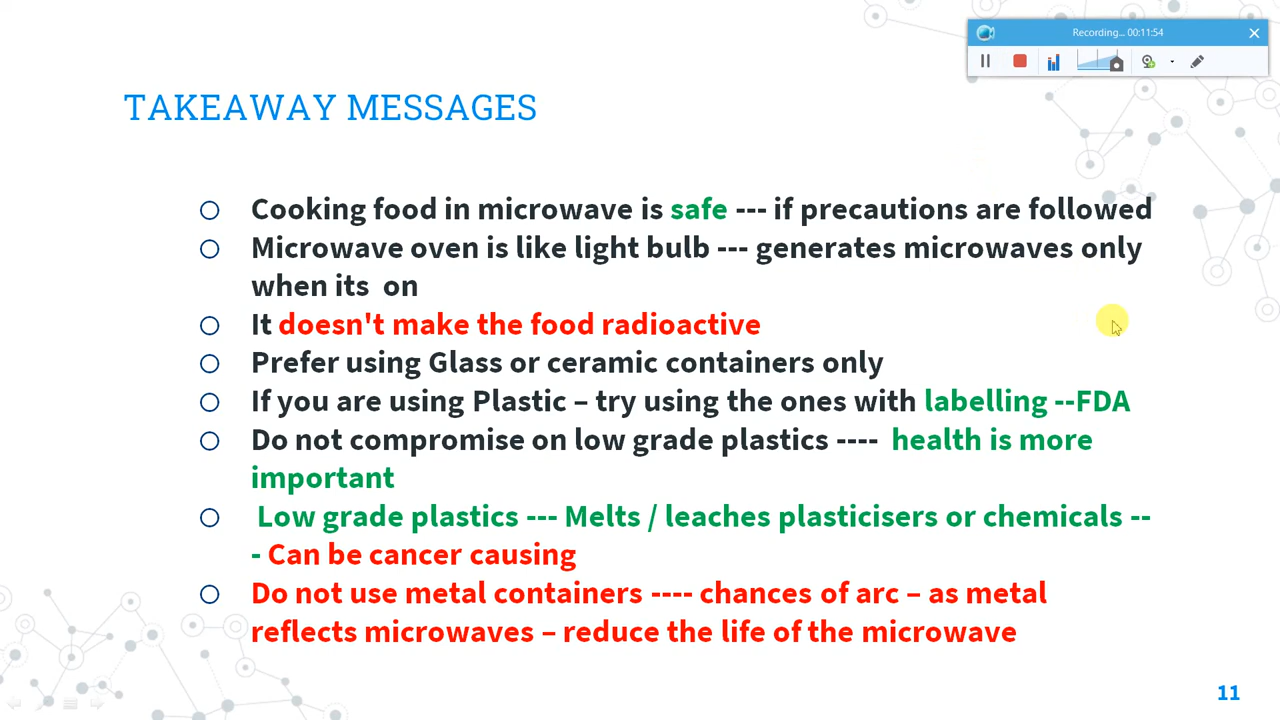 Recording... 00:11:54
TAKEAWAY MESSAGES
Cooking food in microwave is safe --- if precautions are followed
Microwave oven is like light bulb --- generates microwaves only
when its  on
It doesn't make the food radioactive
Prefer using Glass or ceramic containers only
If you are using Plastic – try using the ones with labelling --FDA
Do not compromise on low grade plastics ----  health is more
important
Low grade plastics --- Melts / leaches plasticisers or chemicals --
- Can be cancer causing
Do not use metal containers ---- chances of arc – as metal
reflects microwaves – reduce the life of the microwave
11